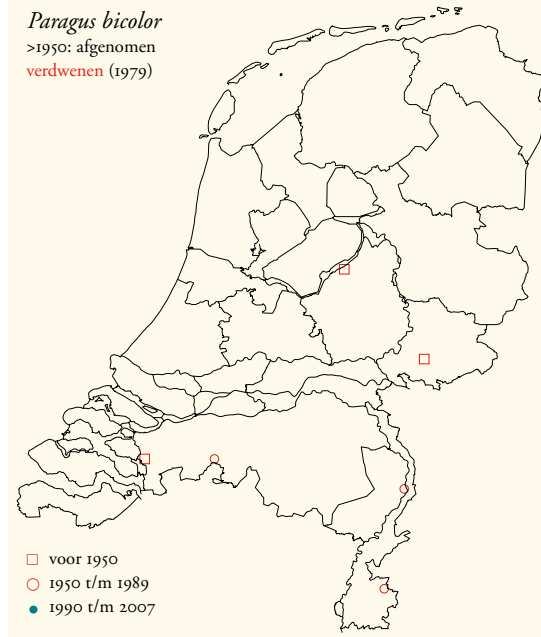 Paragus bicolor
>1950: afgenomen
verdwenen (1979)
voor 1950
1950 t/m 1989
1990 t/m 2007